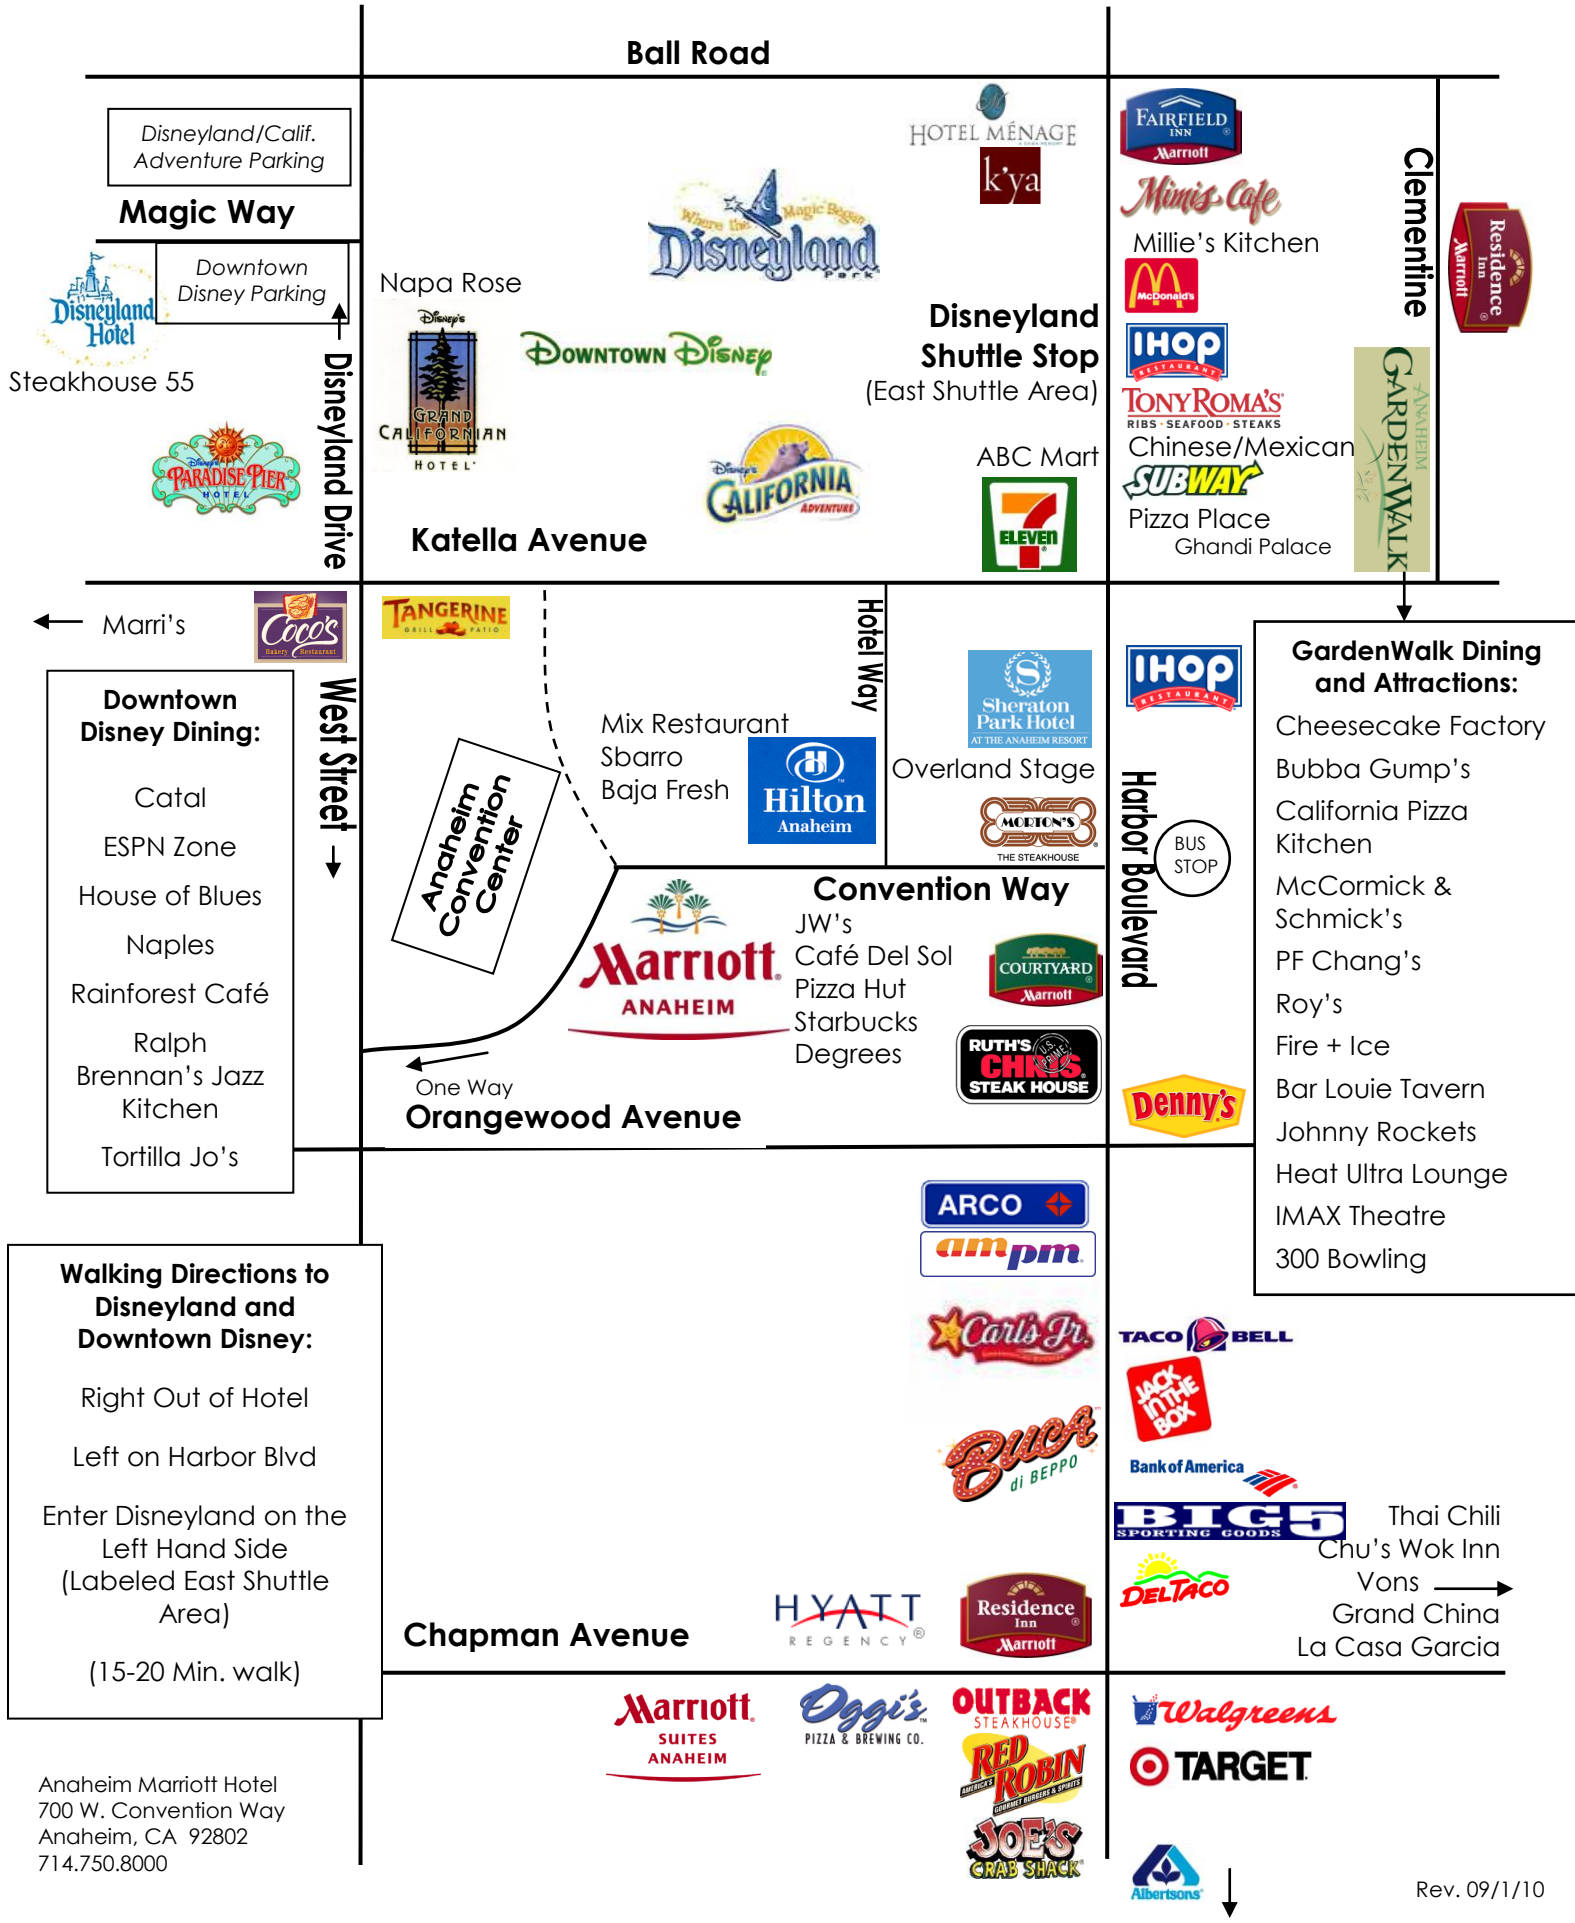 Ball Road
Disneyland/Calif.
Adventure Parking
Magic Way
Downtown
Disney Parking
Disneyland
Hotel
Steakhouse 55
Disney's
PARADISE PIER
HOTEL
Disneyland Drive
Napa Rose
DISNEY'S
GRAND
CALIFORNIAN
HOTEL
Where the Magic Began
Disneyland
Park
DOWNTOWN DISNEY
Disney's
CALIFORNIA
ADVENTURE
Katella Avenue
HOTEL MÉNAGE
k'ya
Disneyland
Shuttle Stop
(East Shuttle Area)
ABC Mart
7
ELEVEN
FAIRFIELD
INN
Marriott
Mimi's Cafe
Millie's Kitchen
McDonald's
IHOP
RESTAURANT
TONY ROMA'S
RIBS · SEAFOOD · STEAKS
Chinese/Mexican
SUBWAY
Pizza Place
Ghandi Palace
Clementine
ANAHEIM
GARDENWALK
Residence
Inn
Marriott
Marri's
Coco's
Bakery Restaurant
TANGERINE
GRILL PATIO
West Street
Downtown
Disney Dining:
Catal
ESPN Zone
House of Blues
Naples
Rainforest Café
Ralph
Brennan's Jazz
Kitchen
Tortilla Jo's
Anaheim
Convention
Center
Mix Restaurant
Sbarro
Baja Fresh
Hilton
Anaheim
Hotel Way
S
Sheraton
Park Hotel
AT THE ANAHEIM RESORT
Overland Stage
MORTON'S
THE STEAKHOUSE
IHOP
RESTAURANT
Harbor Boulevard
BUS
STOP
Convention Way
Marriott
ANAHEIM
JW's
Café Del Sol
Pizza Hut
Starbucks
Degrees
COURTYARD
Marriott
RUTH'S
U.S. PRIME
CHRIS
STEAK HOUSE
Denny's
One Way
Orangewood Avenue
GardenWalk Dining
and Attractions:
Cheesecake Factory
Bubba Gump's
California Pizza
Kitchen
McCormick &
Schmick's
PF Chang's
Roy's
Fire + Ice
Bar Louie Tavern
Johnny Rockets
Heat Ultra Lounge
IMAX Theatre
300 Bowling
Walking Directions to
Disneyland and
Downtown Disney:
Right Out of Hotel
Left on Harbor Blvd
Enter Disneyland on the
Left Hand Side
(Labeled East Shuttle
Area)
(15-20 Min. walk)
ARCO
ampm
Carl's Jr.
BUCA
di BEPPO
TACO BELL
JACK
IN THE
BOX
Bank of America
BIG 5
SPORTING GOODS
DEL TACO
Thai Chili
Chu's Wok Inn
Vons
Grand China
La Casa Garcia
HYATT
REGENCY
Residence
Inn
Marriott
Chapman Avenue
Marriott
SUITES
ANAHEIM
Oggi's
PIZZA & BREWING CO.
OUTBACK
STEAKHOUSE
RED
ROBIN
AMERICA'S
GOURMET BURGERS & SPIRITS
JOE'S
CRAB SHACK
Walgreens
TARGET
Albertsons
Anaheim Marriott Hotel
700 W. Convention Way
Anaheim, CA 92802
714.750.8000
Rev. 09/1/10